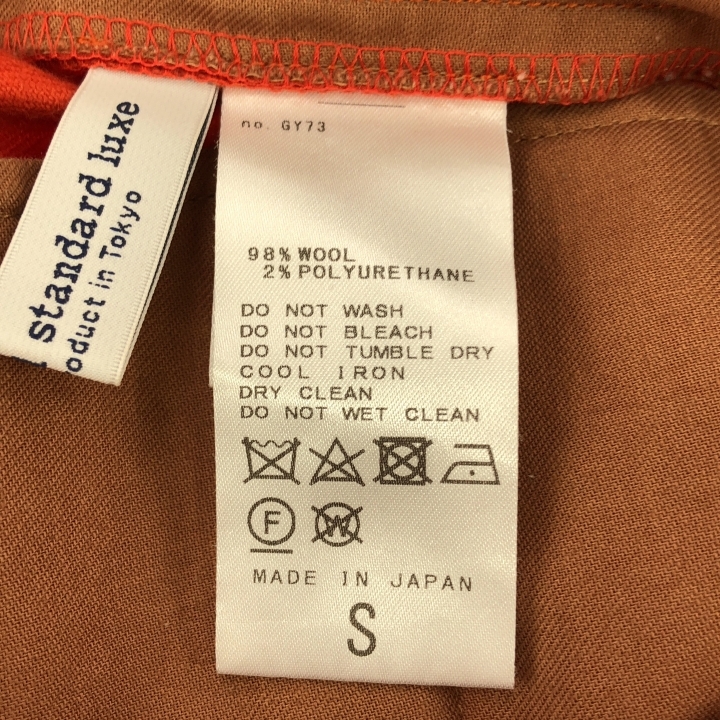 standard luxe
oduct in Tokyo
no. GY73
98% WOOL
2% POLYURETHANE
DO NOT WASH
DO NOT BLEACH
DO NOT TUMBLE DRY
COOL IRON
DRY CLEAN
DO NOT WET CLEAN
F W
MADE IN JAPAN
S